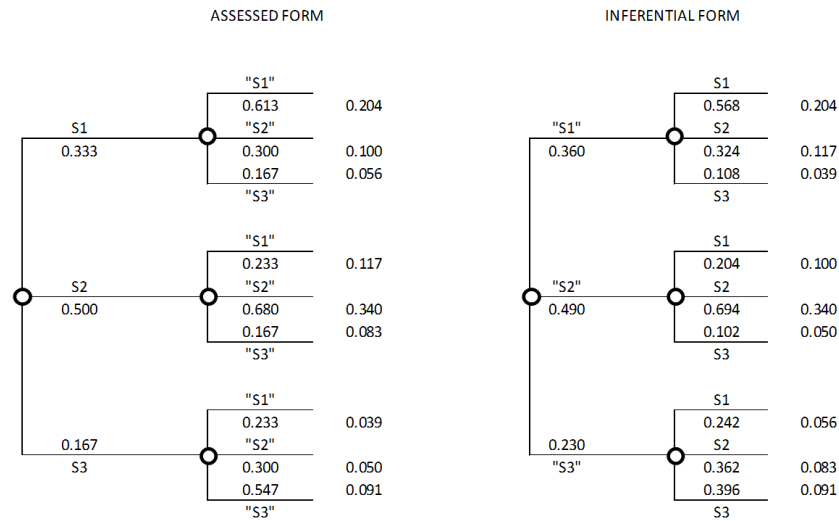 ASSESSED FORM
INFERENTIAL FORM
"S1"
0.613 0.204
S1
"S2"
0.333
0.300 0.100
0.167 0.056
"S3"
"S1"
0.233 0.117
S2
"S2"
0.500
0.680 0.340
0.167 0.083
"S3"
"S1"
0.233 0.039
0.167
"S2"
S3
0.300 0.050
0.547 0.091
"S3"
S1
0.568 0.204
"S1"
S2
0.360
0.324 0.117
0.108 0.039
S3
S1
0.204 0.100
"S2"
S2
0.490
0.694 0.340
0.102 0.050
S3
S1
0.242 0.056
0.230
S2
"S3"
0.362 0.083
0.396 0.091
S3